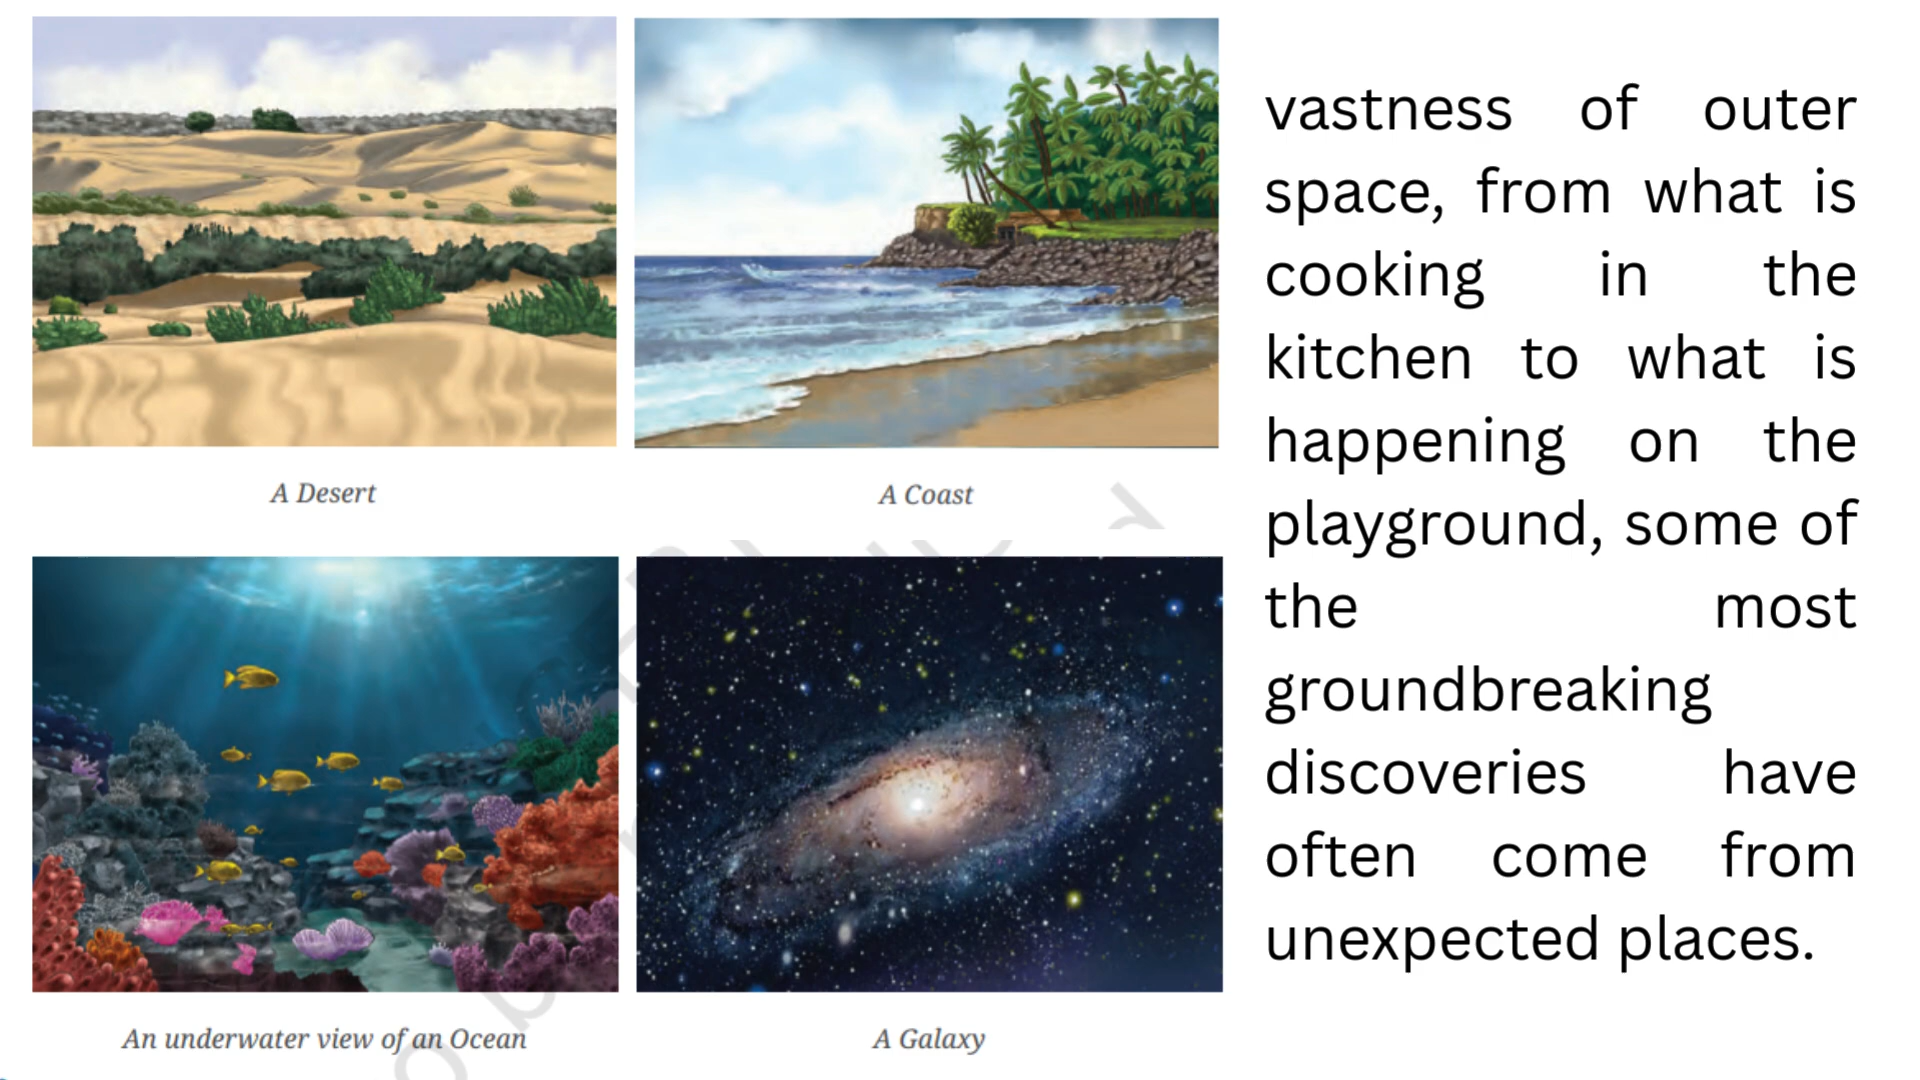 A Desert
A Coast
An underwater view of an Ocean
A Galaxy
vastness of outer
space, from what is
cooking in the
kitchen to what is
happening on the
playground, some of
the most
groundbreaking
discoveries have
often come from
unexpected places.